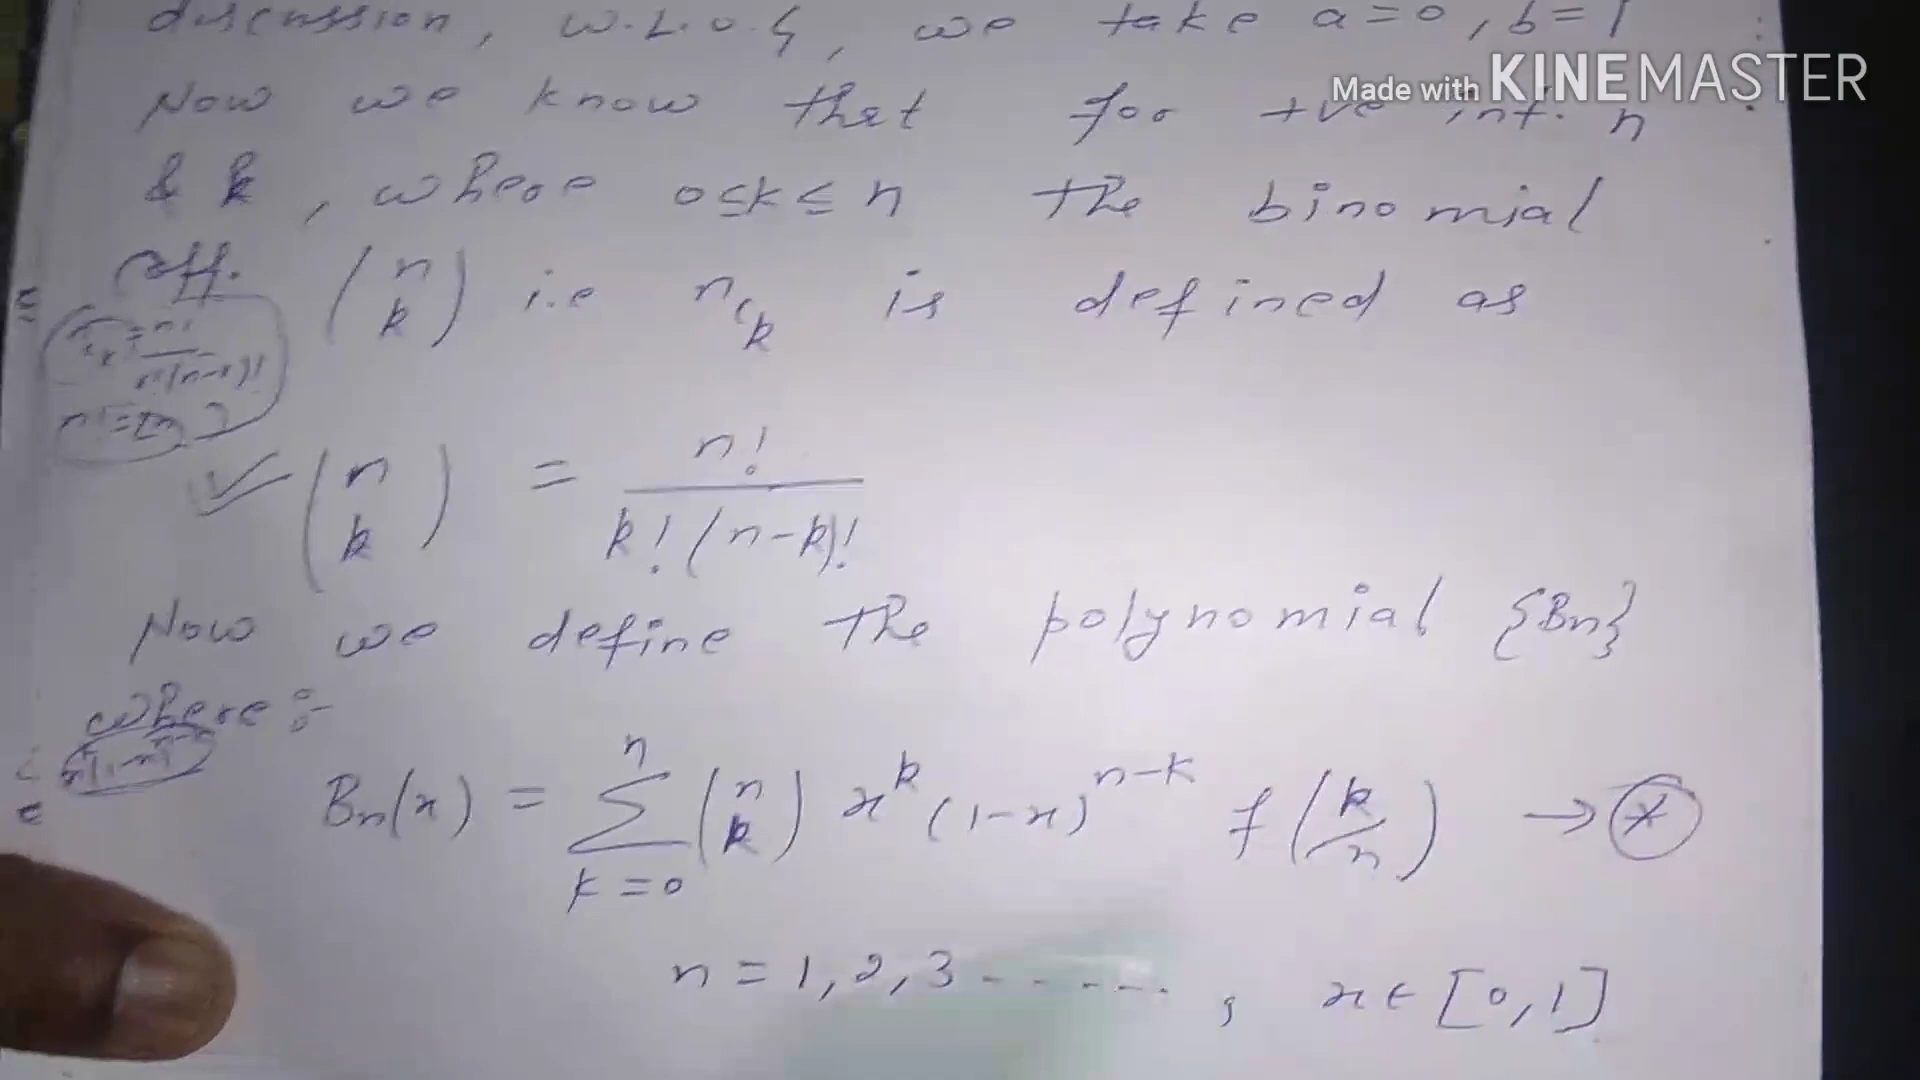 discussion, W.L.O.G, we take a=0, b=1
Made with KINEMASTER
Now we know that for +ve int. n
& k, where 0≤k≤n the binomial
coff. (n k) i.e nck is defined as
n!
r!(n-r)!
(n k) = n! / k!(n-k)!
Now we define the polynomial {Bn}
where :-
Bn(x) = Σ k=0 n (n k) x^k (1-x)^n-k f(k/n) → *
n = 1, 2, 3 - - - - - - , x ∈ [0, 1]